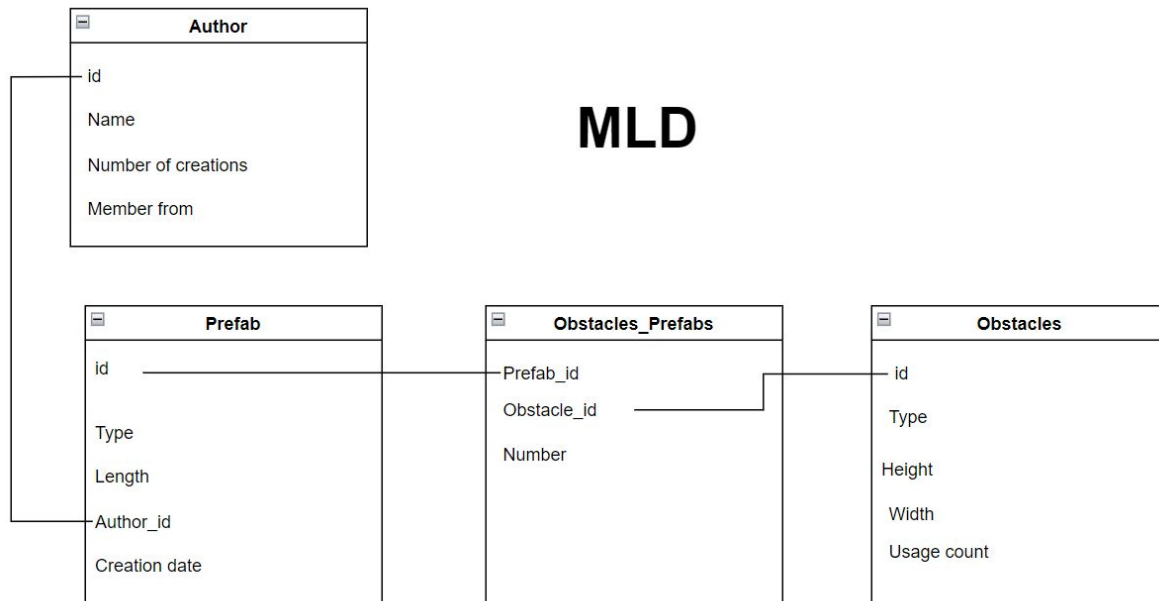 Author
id
Name
Number of creations
Member from
MLD
Prefab
id
Type
Length
Author_id
Creation date
Obstacles_Prefabs
Prefab_id
Obstacle_id
Number
Obstacles
id
Type
Height
Width
Usage count